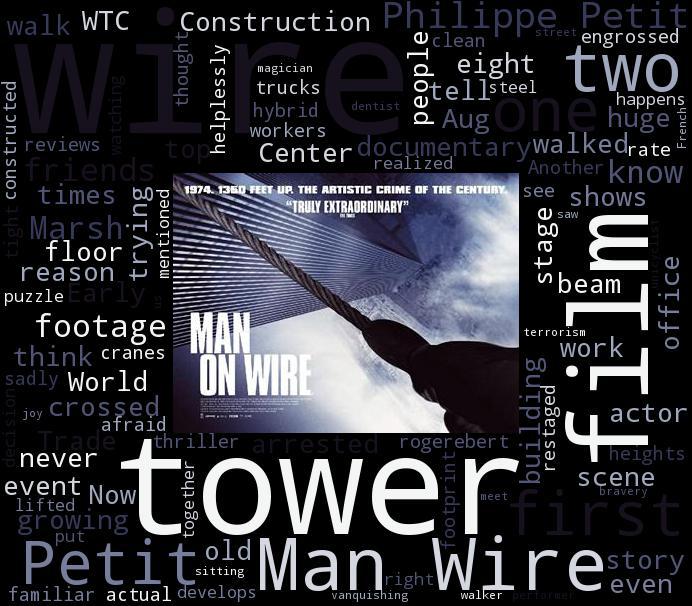 walk WTC Construction Philippe Petit
wire
thought
helplessly
magician
trucks
hybrid
workers
Center
dentist
people
clean
eight
tell
steel
Aug
one
street
engrossed
two
happens
huge
French
constructed
reviews
watching
top
documentary
walked
rate
realized
Another
know
friends
times
tight
Marsh
trying
mentioned
floor
reason
puzzle
Early
us
footage
think
cranes
sadly
World
joy
crossed
decision
afraid
Trade
see
shows
saw
stage
beam
film
office
terrorism
work
restaged
building
actor
1974. 1350 FEET UP. THE ARTISTIC CRIME OF THE CENTURY.
"TRULY EXTRAORDINARY"
THE TIMES
MAN
ON WIRE
thriller
arrested
rogerebert
heights
never
event
Now
lifted
growing
put
together
tower
footprint
meet
scene
bravery
first
Petit
old
sitting
Man Wire
right
story
even
familiar
actual
develops
vanquishing
walker
performer